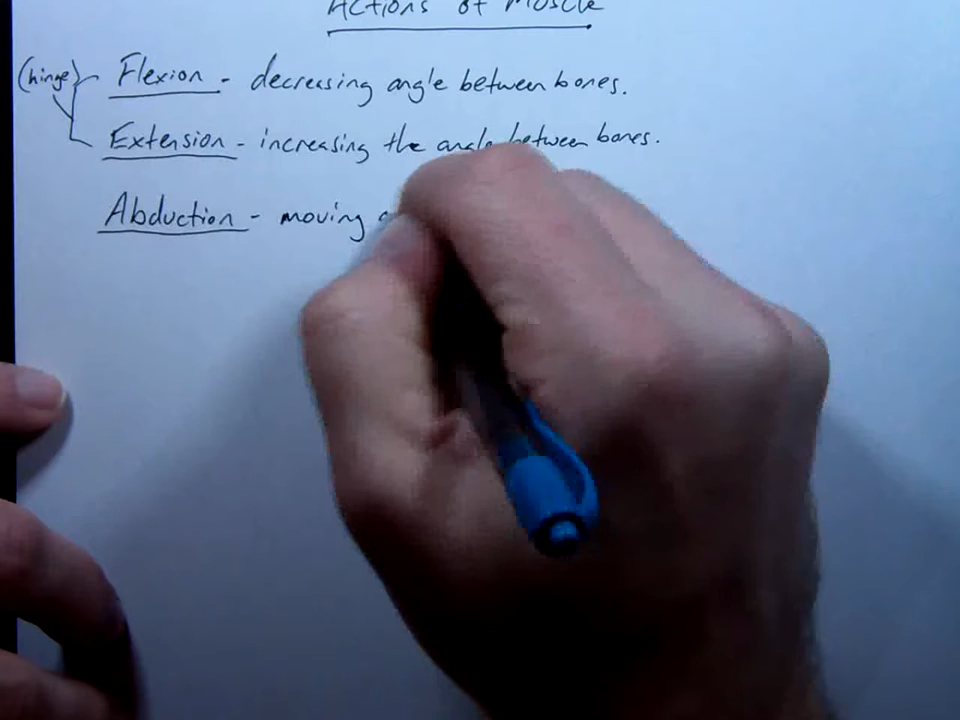 Actions of Muscle
(hinge) Flexion - decreasing angle between bones.
Extension - increasing the angle between bones.
Abduction - moving